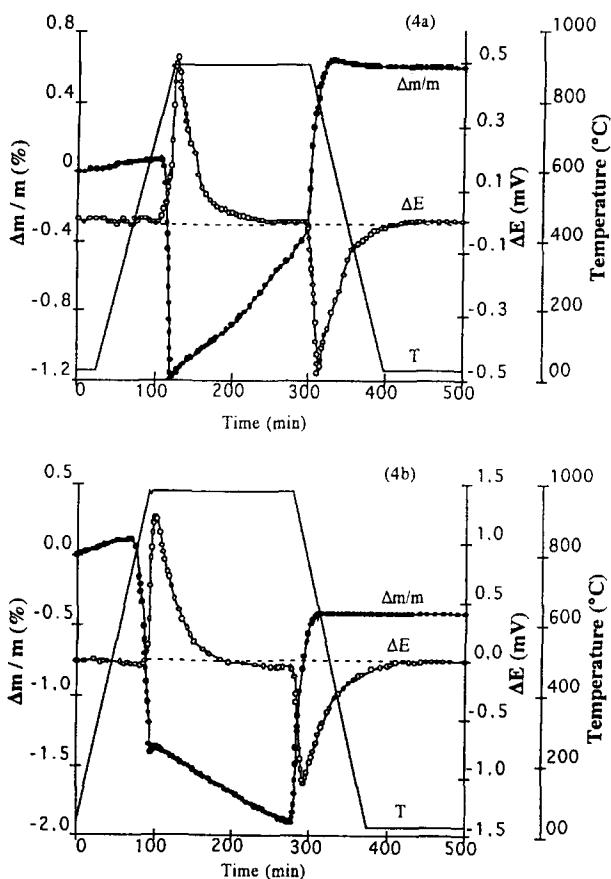 (4a)
0.8
0.4
0
-0.4
-0.8
-1.2
Δm / m (%)
0.5
0.3
0.1
-0.1
-0.3
-0.5
ΔE (mV)
1000
800
600
400
200
00
Temperature (°C)
Δm/m
ΔE
T
0 100 200 300 400 500
Time (min)
(4b)
0.5
0.0
-0.5
-1.0
-1.5
-2.0
Δm / m (%)
1.5
1.0
0.5
0.0
-0.5
-1.0
-1.5
ΔE (mV)
1000
800
600
400
200
00
Temperature (°C)
Δm/m
ΔE
T
0 100 200 300 400 500
Time (min)